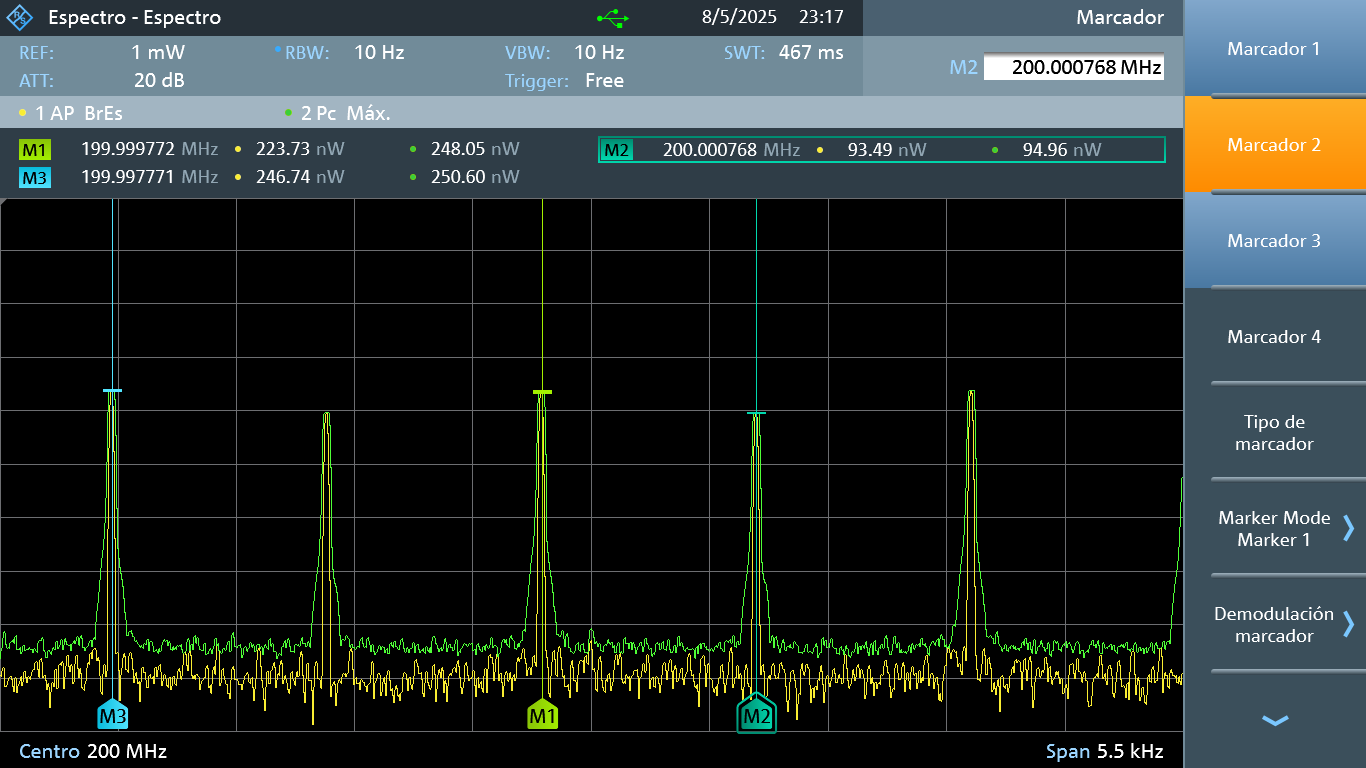 Espectro - Espectro 8/5/2025 23:17 Marcador
REF: 1 mW RBW: 10 Hz VBW: 10 Hz SWT: 467 ms
M2 200.000768 MHz
ATT: 20 dB Trigger: Free
1 AP BrEs 2 Pc Máx.
M1 199.999772 MHz 223.73 nW 248.05 nW M2 200.000768 MHz 93.49 nW 94.96 nW
M3 199.997771 MHz 246.74 nW 250.60 nW
M3 M1 M2
Centro 200 MHz Span 5.5 kHz
Marcador 1
Marcador 2
Marcador 3
Marcador 4
Tipo de
marcador
Marker Mode
Marker 1
Demodulación
marcador